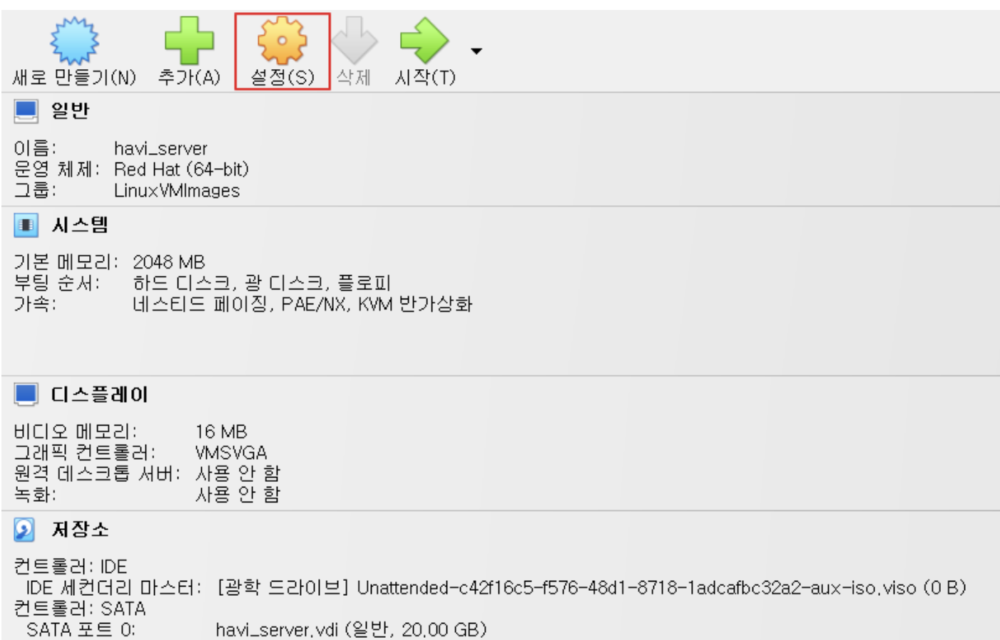 새로 만들기(N) 추가(A) 설정(S) 삭제 시작(T)
일반
이름: havi_server
운영 체제: Red Hat (64-bit)
그룹: LinuxVMImages
시스템
기본 메모리: 2048 MB
부팅 순서: 하드 디스크, 광 디스크, 플로피
가속: 네스티드 페이징, PAE/NX, KVM 반가상화
디스플레이
비디오 메모리: 16 MB
그래픽 컨트롤러: VMSVGA
원격 데스크톱 서버: 사용 안 함
녹화: 사용 안 함
저장소
컨트롤러: IDE
IDE 세컨더리 마스터: [광학 드라이브] Unattended-c42f16c5-f576-48d1-8718-1adcafbc32a2-aux-iso.viso (0 B)
컨트롤러: SATA
SATA 포트 0: havi_server.vdi (일반, 20.00 GB)